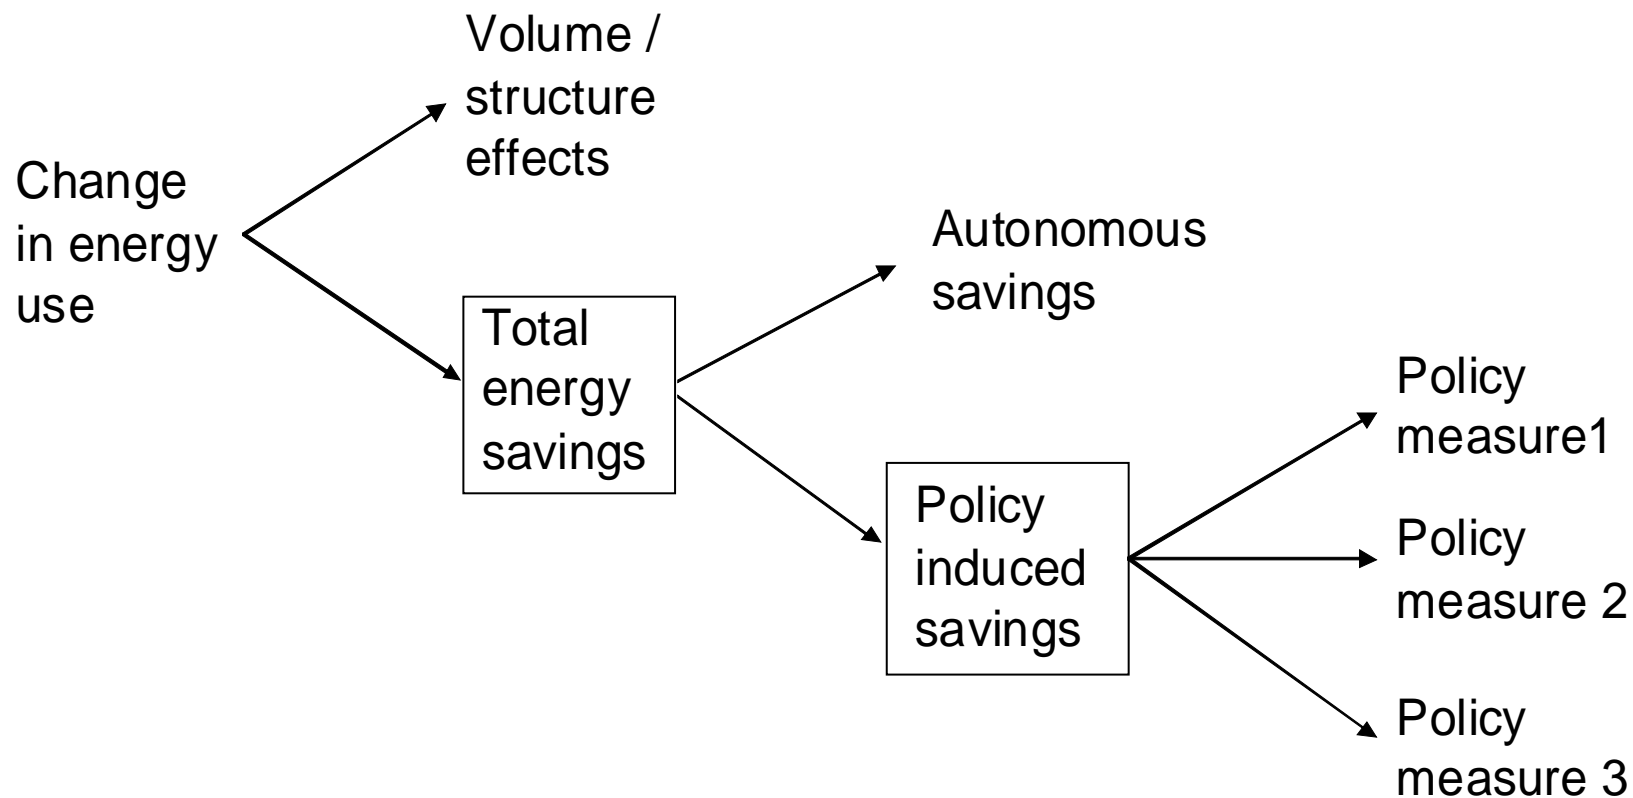 Volume /
structure
effects
Change
in energy
use
Autonomous
savings
Total
energy
savings
Policy
measure1
Policy
induced
savings
Policy
measure 2
Policy
measure 3